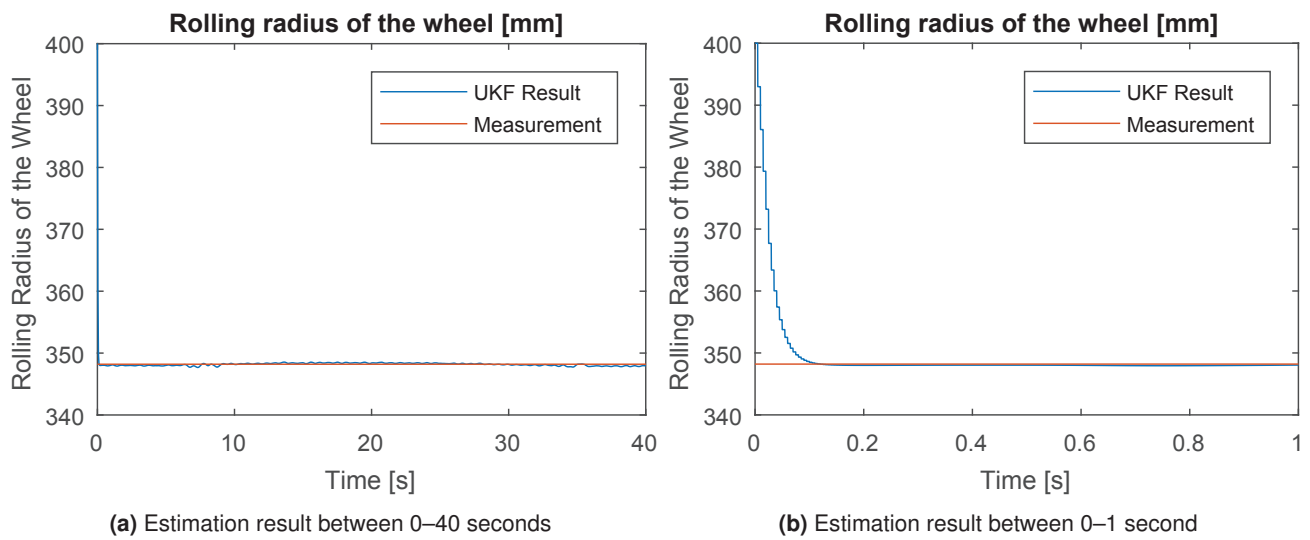 Rolling radius of the wheel [mm]
400
390
380
370
360
350
340
Rolling Radius of the Wheel
UKF Result
Measurement
0
10
20
30
40
Time [s]
(a) Estimation result between 0–40 seconds
Rolling radius of the wheel [mm]
400
390
380
370
360
350
340
Rolling Radius of the Wheel
UKF Result
Measurement
0
0.2
0.4
0.6
0.8
1
Time [s]
(b) Estimation result between 0–1 second